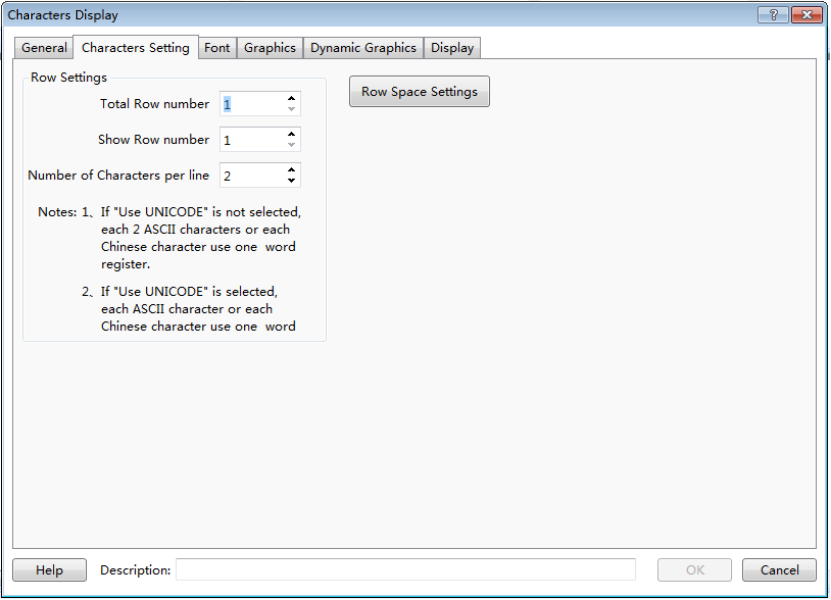 Characters Display
General Characters Setting Font Graphics Dynamic Graphics Display
Row Settings
Row Space Settings
Total Row number 1
Show Row number 1
Number of Characters per line 2
Notes: 1、If "Use UNICODE" is not selected,
each 2 ASCII characters or each
Chinese character use one word
register.
2、If "Use UNICODE" is selected,
each ASCII character or each
Chinese character use one word
Help Description: OK Cancel